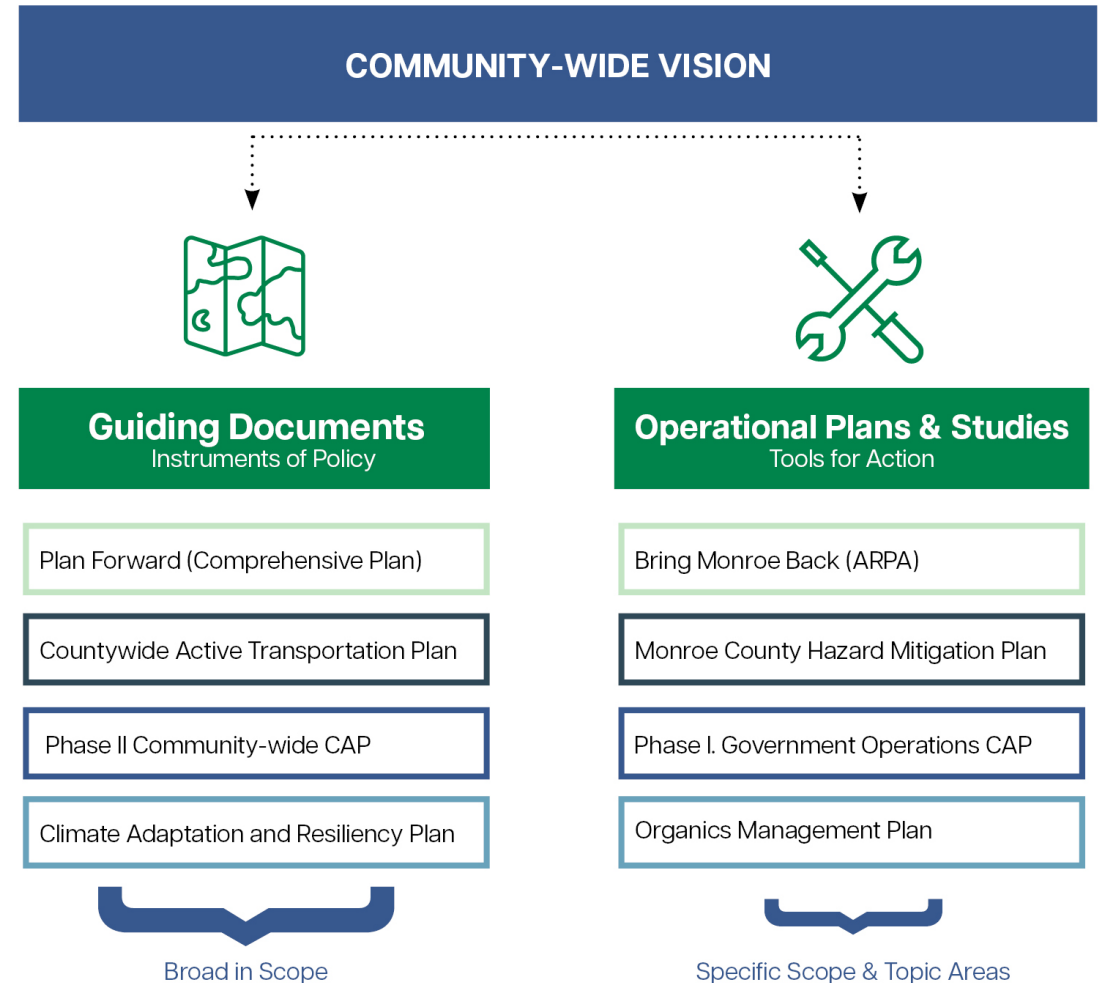 COMMUNITY-WIDE VISION
Guiding Documents
Instruments of Policy
Plan Forward (Comprehensive Plan)
Countywide Active Transportation Plan
Phase II Community-wide CAP
Climate Adaptation and Resiliency Plan
Broad in Scope
Operational Plans & Studies
Tools for Action
Bring Monroe Back (ARPA)
Monroe County Hazard Mitigation Plan
Phase I. Government Operations CAP
Organics Management Plan
Specific Scope & Topic Areas